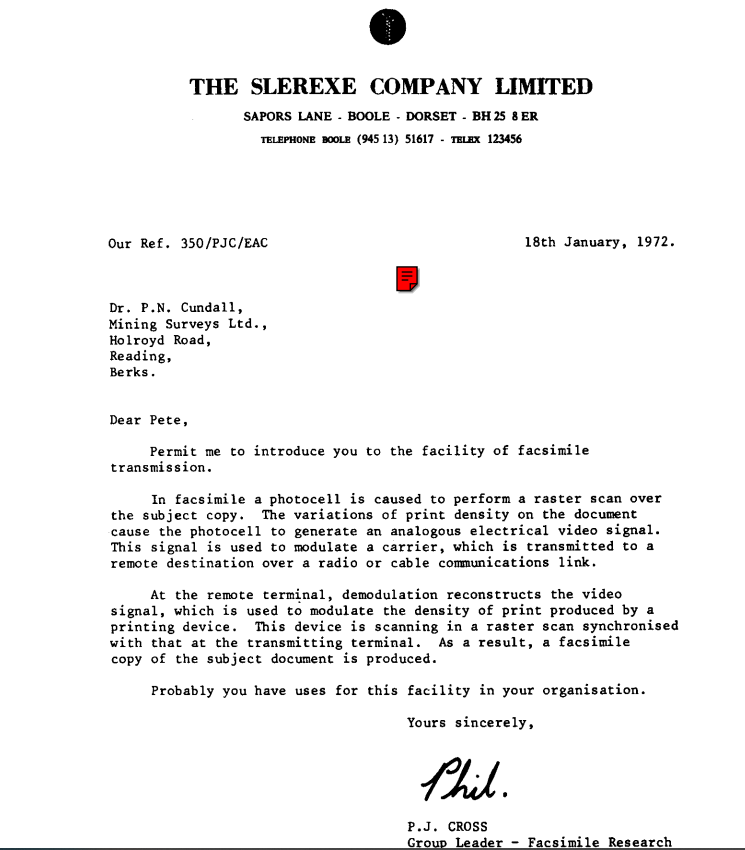 THE SLEREXE COMPANY LIMITED
SAPORS LANE - BOOLE - DORSET - BH 25 8 ER
TELEPHONE BOOLE (945 13) 51617 - TELEX 123456
Our Ref. 350/PJC/EAC 18th January, 1972.
Dr. P.N. Cundall,
Mining Surveys Ltd.,
Holroyd Road,
Reading,
Berks.
Dear Pete,
Permit me to introduce you to the facility of facsimile
transmission.
In facsimile a photocell is caused to perform a raster scan over
the subject copy. The variations of print density on the document
cause the photocell to generate an analogous electrical video signal.
This signal is used to modulate a carrier, which is transmitted to a
remote destination over a radio or cable communications link.
At the remote terminal, demodulation reconstructs the video
signal, which is used to modulate the density of print produced by a
printing device. This device is scanning in a raster scan synchronised
with that at the transmitting terminal. As a result, a facsimile
copy of the subject document is produced.
Probably you have uses for this facility in your organisation.
Yours sincerely,
Phil.
P.J. CROSS
Group Leader - Facsimile Research